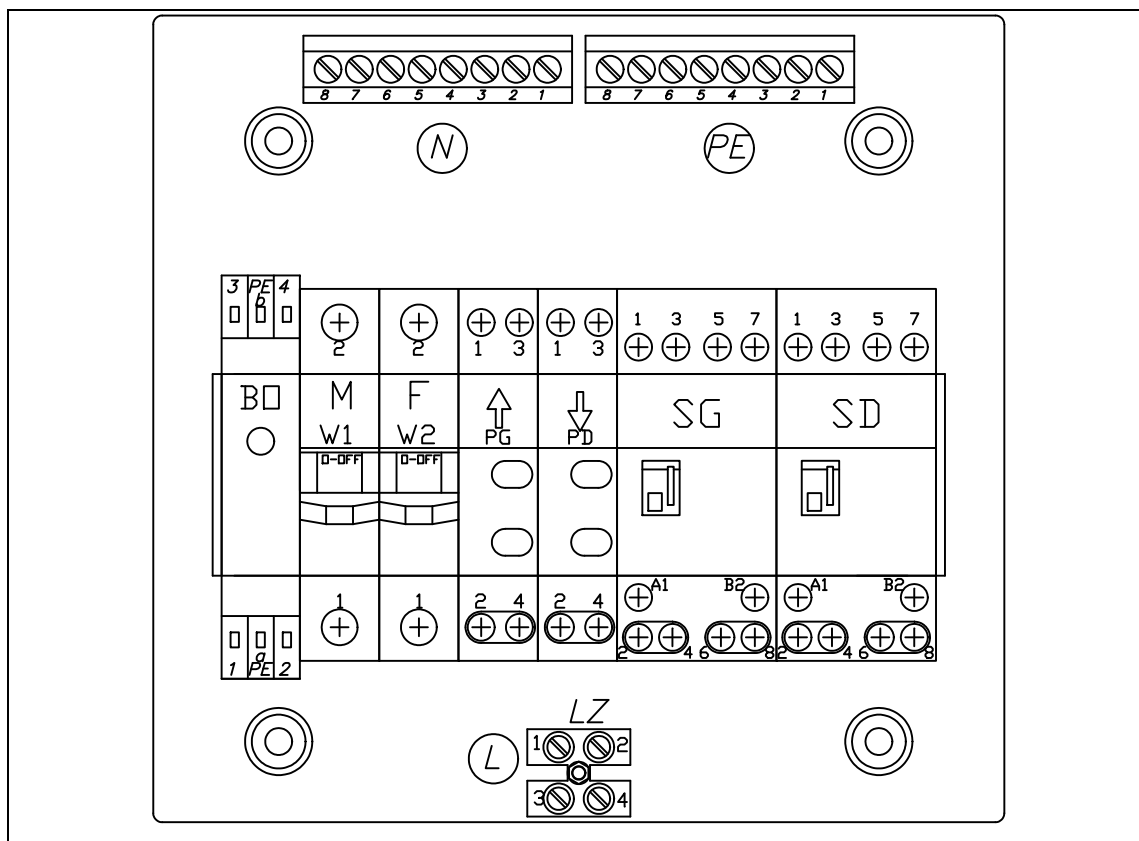 8 7 6 5 4 3 2 1
8 7 6 5 4 3 2 1
N
PE
3 PE 4
b
2
2
1 3
1 3
1 3 5 7
1 3 5 7
BO
M
F
SG
SD
W1
W2
PG
PD
O-OFF
O-OFF
1
1
2 4
2 4
A1 B2
A1 B2
2 4 6 8
2 4 6 8
a
1 PE 2
LZ
L
1 2
3 4